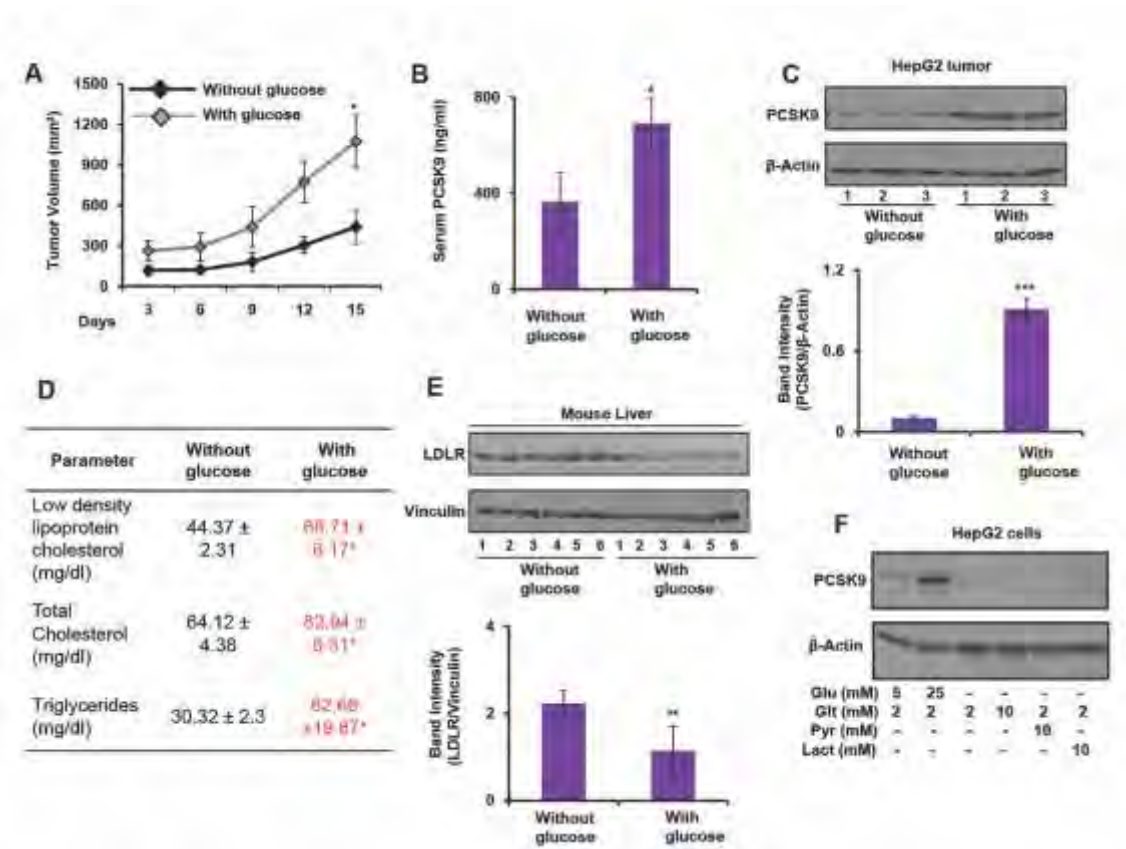 A
Tumor Volume (mm³)
1500
1200
900
600
300
0
Without glucose
With glucose
*
3 6 9 12 15
Days
B
Serum PCSK9 (ng/ml)
800
400
0
Without glucose
With glucose
C
HepG2 tumor
PCSK9
β-Actin
1 2 3 1 2 3
Without glucose
With glucose
Band Intensity
(PCSK9/β-Actin)
1.2
0.6
0
***
Without glucose
With glucose
D
Parameter
Without glucose
With glucose
Low density
lipoprotein
cholesterol
(mg/dl)
44.37 ±
2.31
Total
Cholesterol
(mg/dl)
64.12 ±
4.38
Triglycerides
(mg/dl)
30.32 ± 2.3
E
Mouse Liver
LDLR
Vinculin
1 2 3 4 5 6 1 2 3 4 5 6
Without glucose
With glucose
Band Intensity
(LDLR/Vinculin)
4
2
0
**
Without glucose
With glucose
F
HepG2 cells
PCSK9
β-Actin
Glu (mM) 5 25 - - - -
Glt (mM) 2 2 2 10 2 2
Pyr (mM) - - - - 10 -
Lact (mM) - - - - - 10